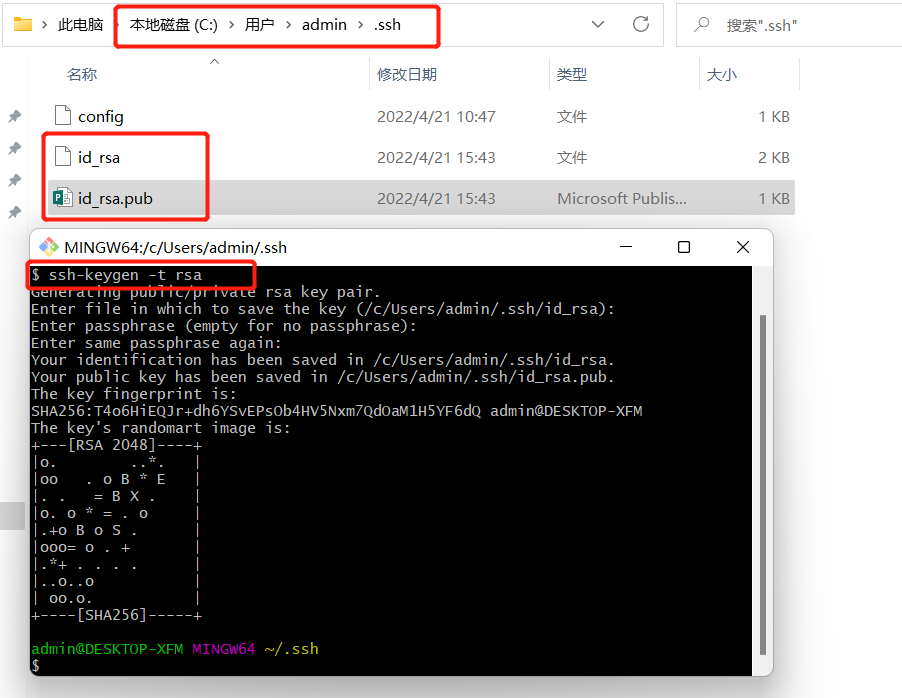 此电脑 > 本地磁盘 (C:) > 用户 > admin > .ssh
搜索".ssh"
名称 修改日期 类型 大小
config 2022/4/21 10:47 文件 1 KB
id_rsa 2022/4/21 15:43 文件 2 KB
id_rsa.pub 2022/4/21 15:43 Microsoft Publis... 1 KB
MINGW64:/c/Users/admin/.ssh
$ ssh-keygen -t rsa
Generating public/private rsa key pair.
Enter file in which to save the key (/c/Users/admin/.ssh/id_rsa):
Enter passphrase (empty for no passphrase):
Enter same passphrase again:
Your identification has been saved in /c/Users/admin/.ssh/id_rsa.
Your public key has been saved in /c/Users/admin/.ssh/id_rsa.pub.
The key fingerprint is:
SHA256:T4o6HiEQJr+dh6YSvEPsOb4HV5Nxm7QdOaM1H5YF6dQ admin@DESKTOP-XFM
The key's randomart image is:
+---[RSA 2048]----+
|o.         ..*.  |
|oo   . o B * E   |
|. .   = B X .    |
|o. o * = . o     |
|.+o B o S .      |
|ooo= o . +       |
|.*+ . . . .      |
|..o..o           |
| oo.o.           |
+----[SHA256]-----+
admin@DESKTOP-XFM MINGW64 ~/.ssh
$